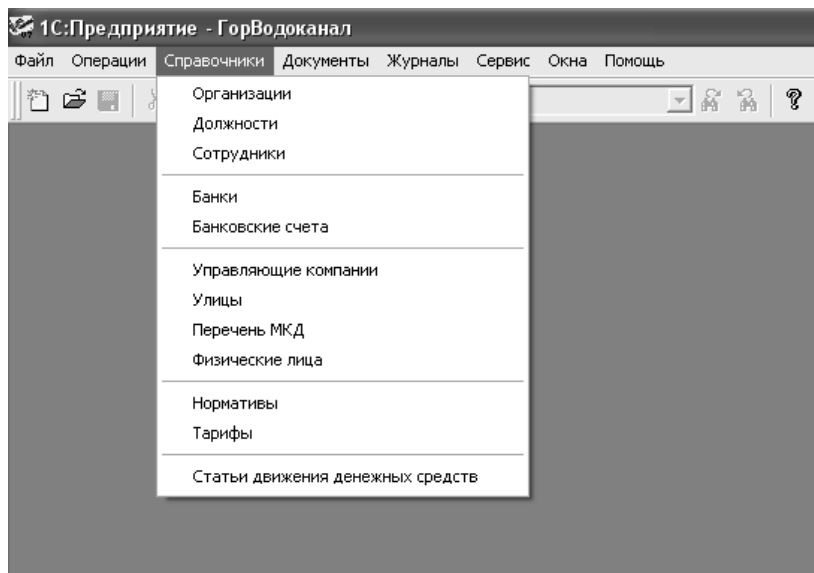 1С:Предприятие - ГорВодоканал
Файл Операции Справочники Документы Журналы Сервис Окна Помощь
Организации
Должности
Сотрудники
Банки
Банковские счета
Управляющие компании
Улицы
Перечень МКД
Физические лица
Нормативы
Тарифы
Статьи движения денежных средств